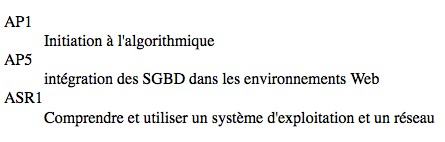 AP1
Initiation à l'algorithmique
AP5
intégration des SGBD dans les environnements Web
ASR1
Comprendre et utiliser un système d'exploitation et un réseau